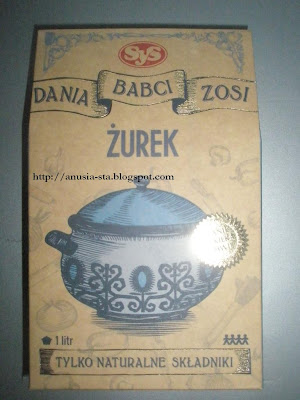 SyS
DANIA BABCI ZOSI
ŻUREK
http://anusia-sta.blogspot.com
1 litr
TYLKO NATURALNE SKŁADNIKI